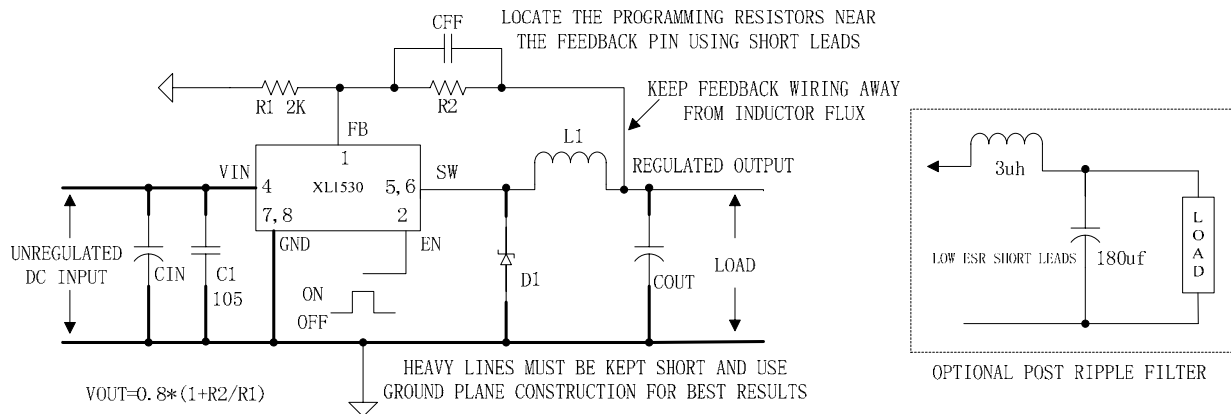 LOCATE THE PROGRAMMING RESISTORS NEAR
THE FEEDBACK PIN USING SHORT LEADS
CFF
R1 2K
R2
KEEP FEEDBACK WIRING AWAY
FROM INDUCTOR FLUX
FB
1
L1
VIN
4
XL1530
5,6
SW
REGULATED OUTPUT
7,8
2
GND
EN
UNREGULATED
DC INPUT
CIN
C1
105
ON
OFF
D1
COUT
LOAD
HEAVY LINES MUST BE KEPT SHORT AND USE
GROUND PLANE CONSTRUCTION FOR BEST RESULTS
VOUT=0.8*(1+R2/R1)
3uh
LOW ESR SHORT LEADS
180uf
LOAD
OPTIONAL POST RIPPLE FILTER